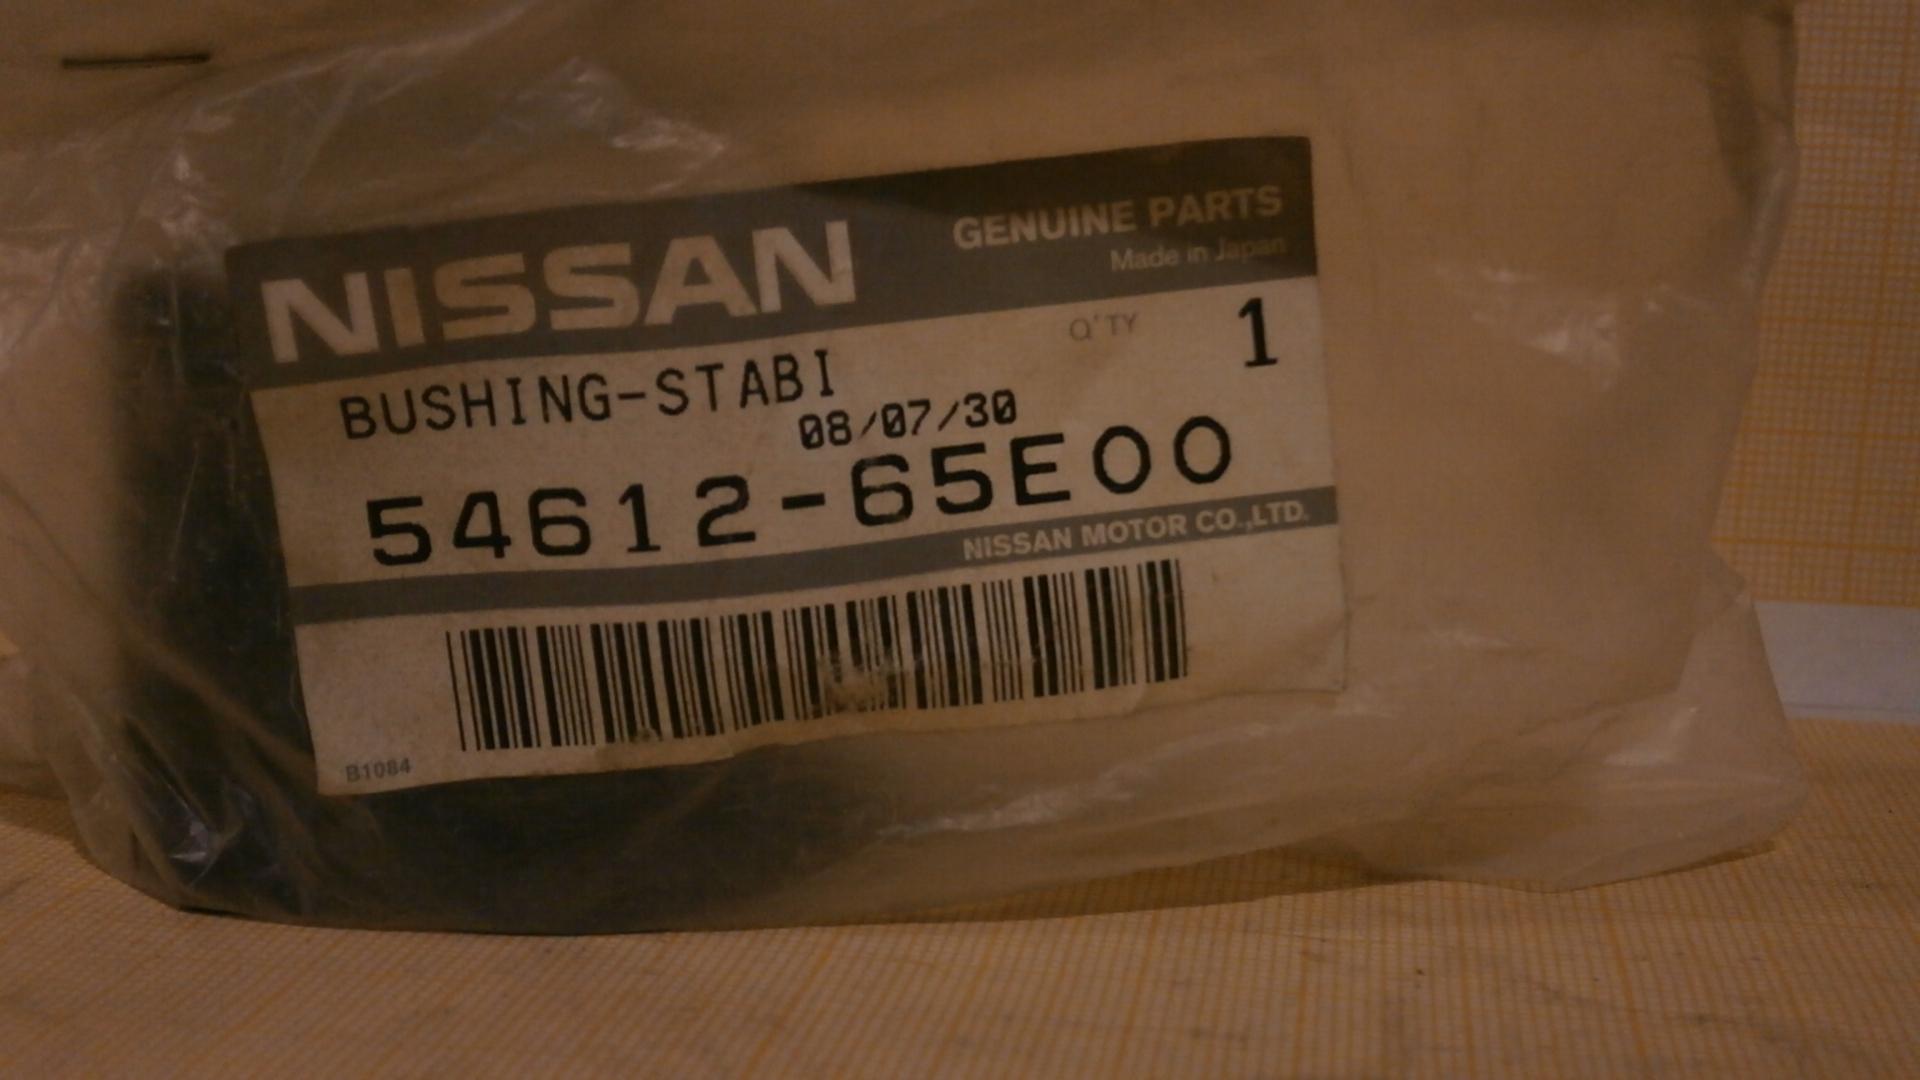 NISSAN
GENUINE PARTS
Made in Japan
Q'TY 1
BUSHING-STABI
08/07/30
54612-65E00
NISSAN MOTOR CO.,LTD.
B1084